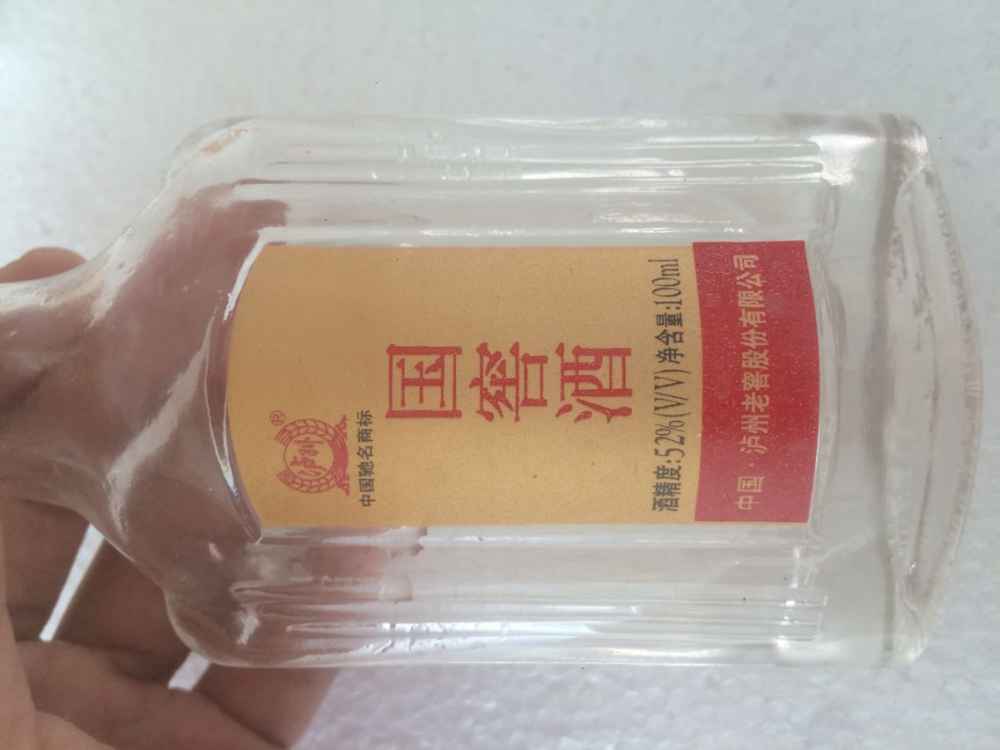 泸州®
中国驰名商标
国窖酒
酒精度:52%(V/V) 净含量:100ml
中国·泸州老窖股份有限公司